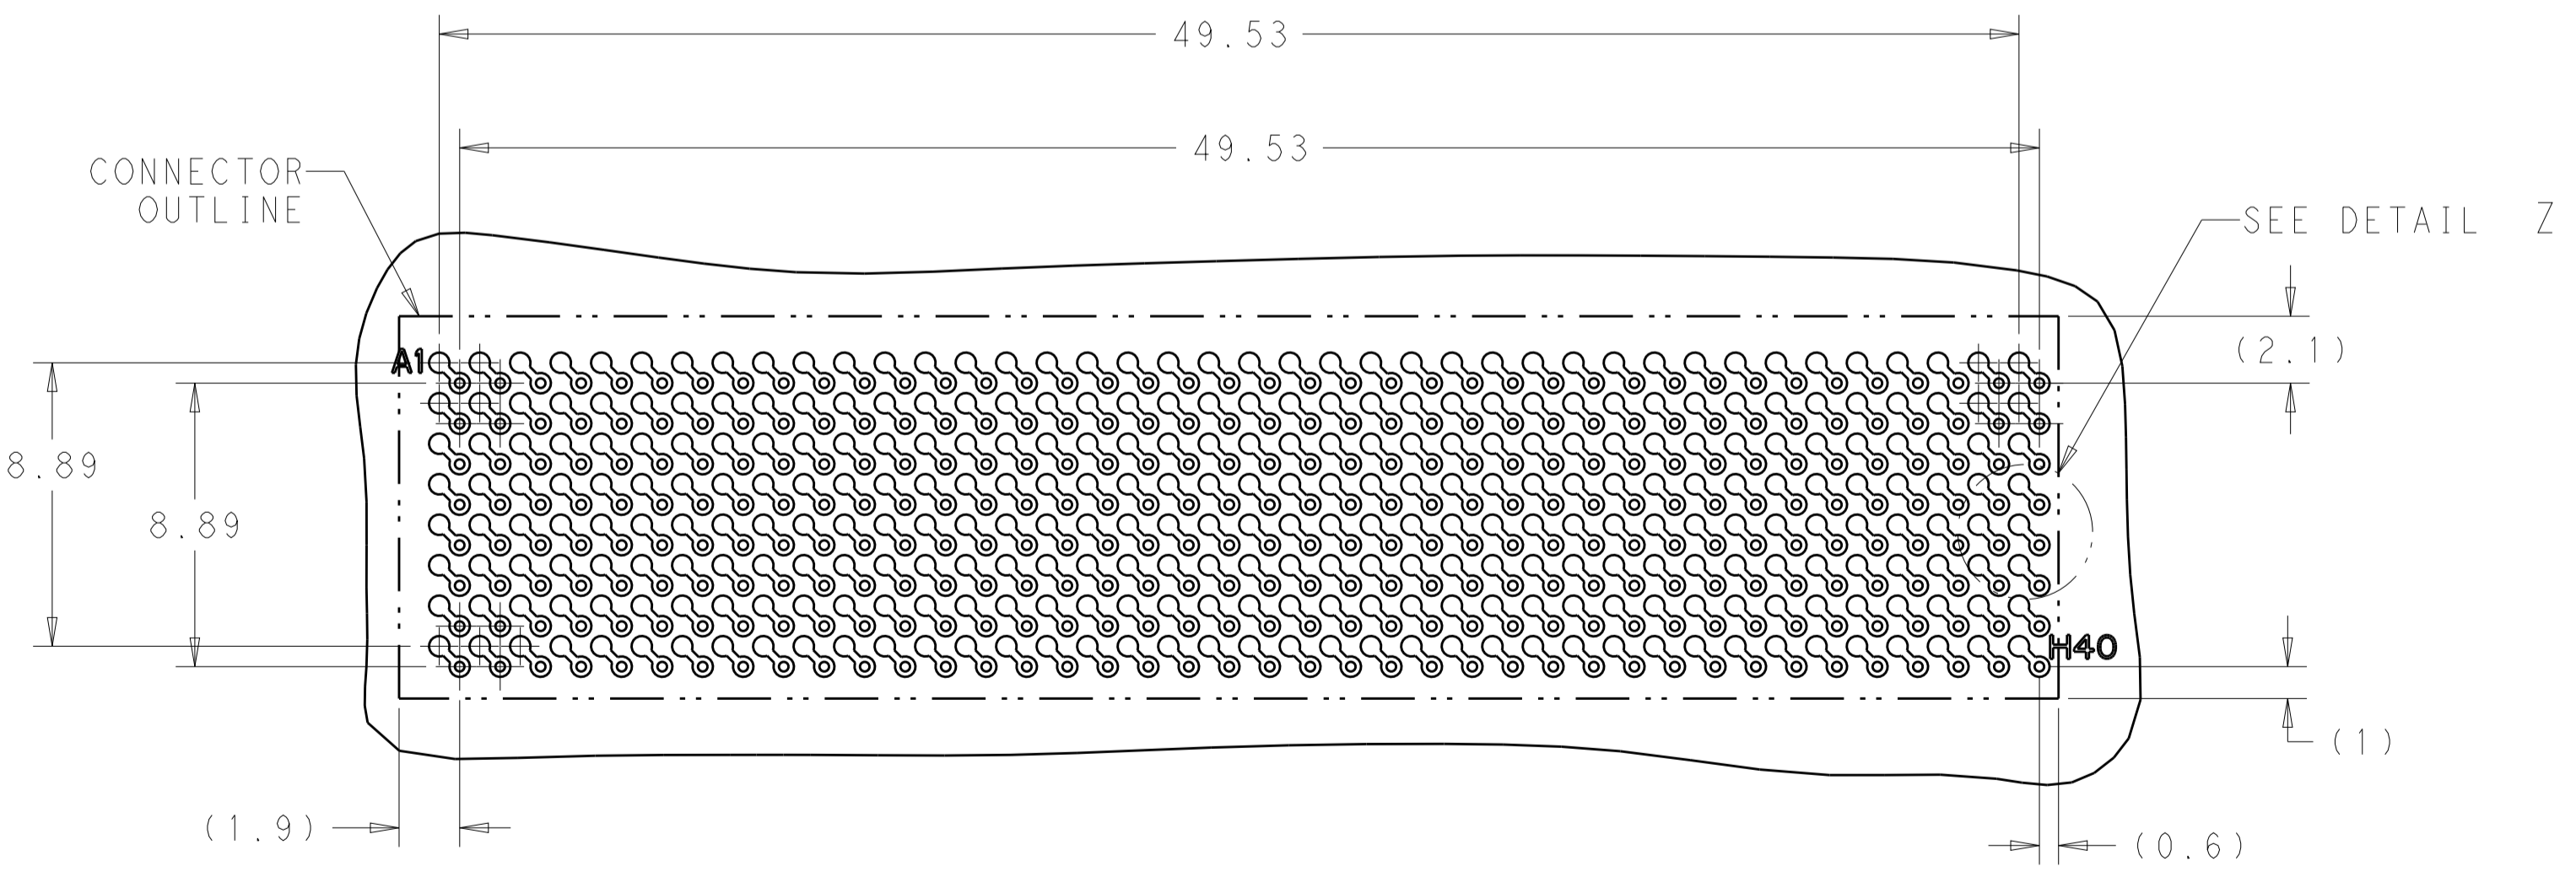 49.53
49.53
CONNECTOR
OUTLINE
SEE DETAIL Z
(2.1)
A1
8.89
8.89
H40
(1)
(1.9)
(0.6)